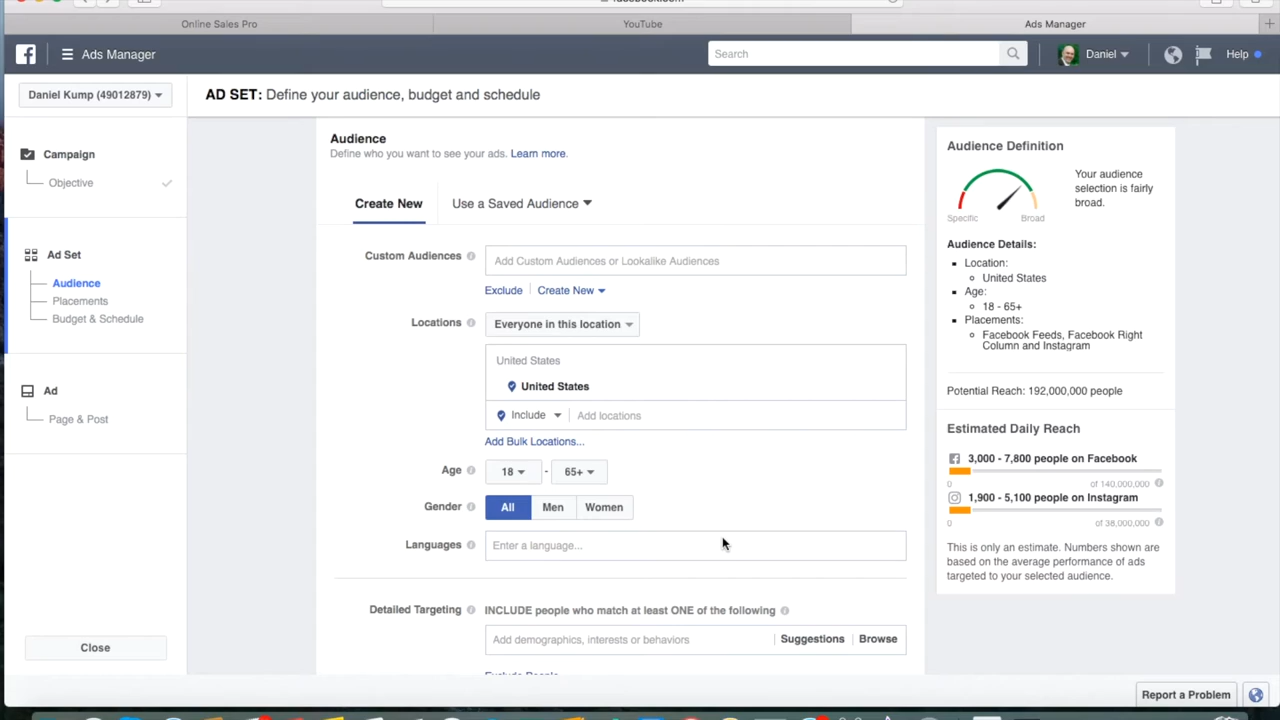 Online Sales Pro
YouTube
Ads Manager
Ads Manager
Search
Daniel
Help
Daniel Kump (49012879)
AD SET: Define your audience, budget and schedule
Campaign
Objective
Ad Set
Audience
Placements
Budget & Schedule
Ad
Page & Post
Close
Audience
Define who you want to see your ads. Learn more.
Create New
Use a Saved Audience
Custom Audiences
Add Custom Audiences or Lookalike Audiences
Exclude
Create New
Locations
Everyone in this location
United States
United States
Include
Add locations
Add Bulk Locations...
Age
18 - 65+
Gender
All
Men
Women
Languages
Enter a language...
Detailed Targeting
INCLUDE people who match at least ONE of the following
Add demographics, interests or behaviors
Suggestions
Browse
Audience Definition
Your audience
selection is fairly
broad.
Specific
Broad
Audience Details:
Location:
United States
Age:
18 - 65+
Placements:
Facebook Feeds, Facebook Right
Column and Instagram
Potential Reach: 192,000,000 people
Estimated Daily Reach
3,000 - 7,800 people on Facebook
0
of 140,000,000
1,900 - 5,100 people on Instagram
0
of 38,000,000
This is only an estimate. Numbers shown are
based on the average performance of ads
targeted to your selected audience.
Report a Problem